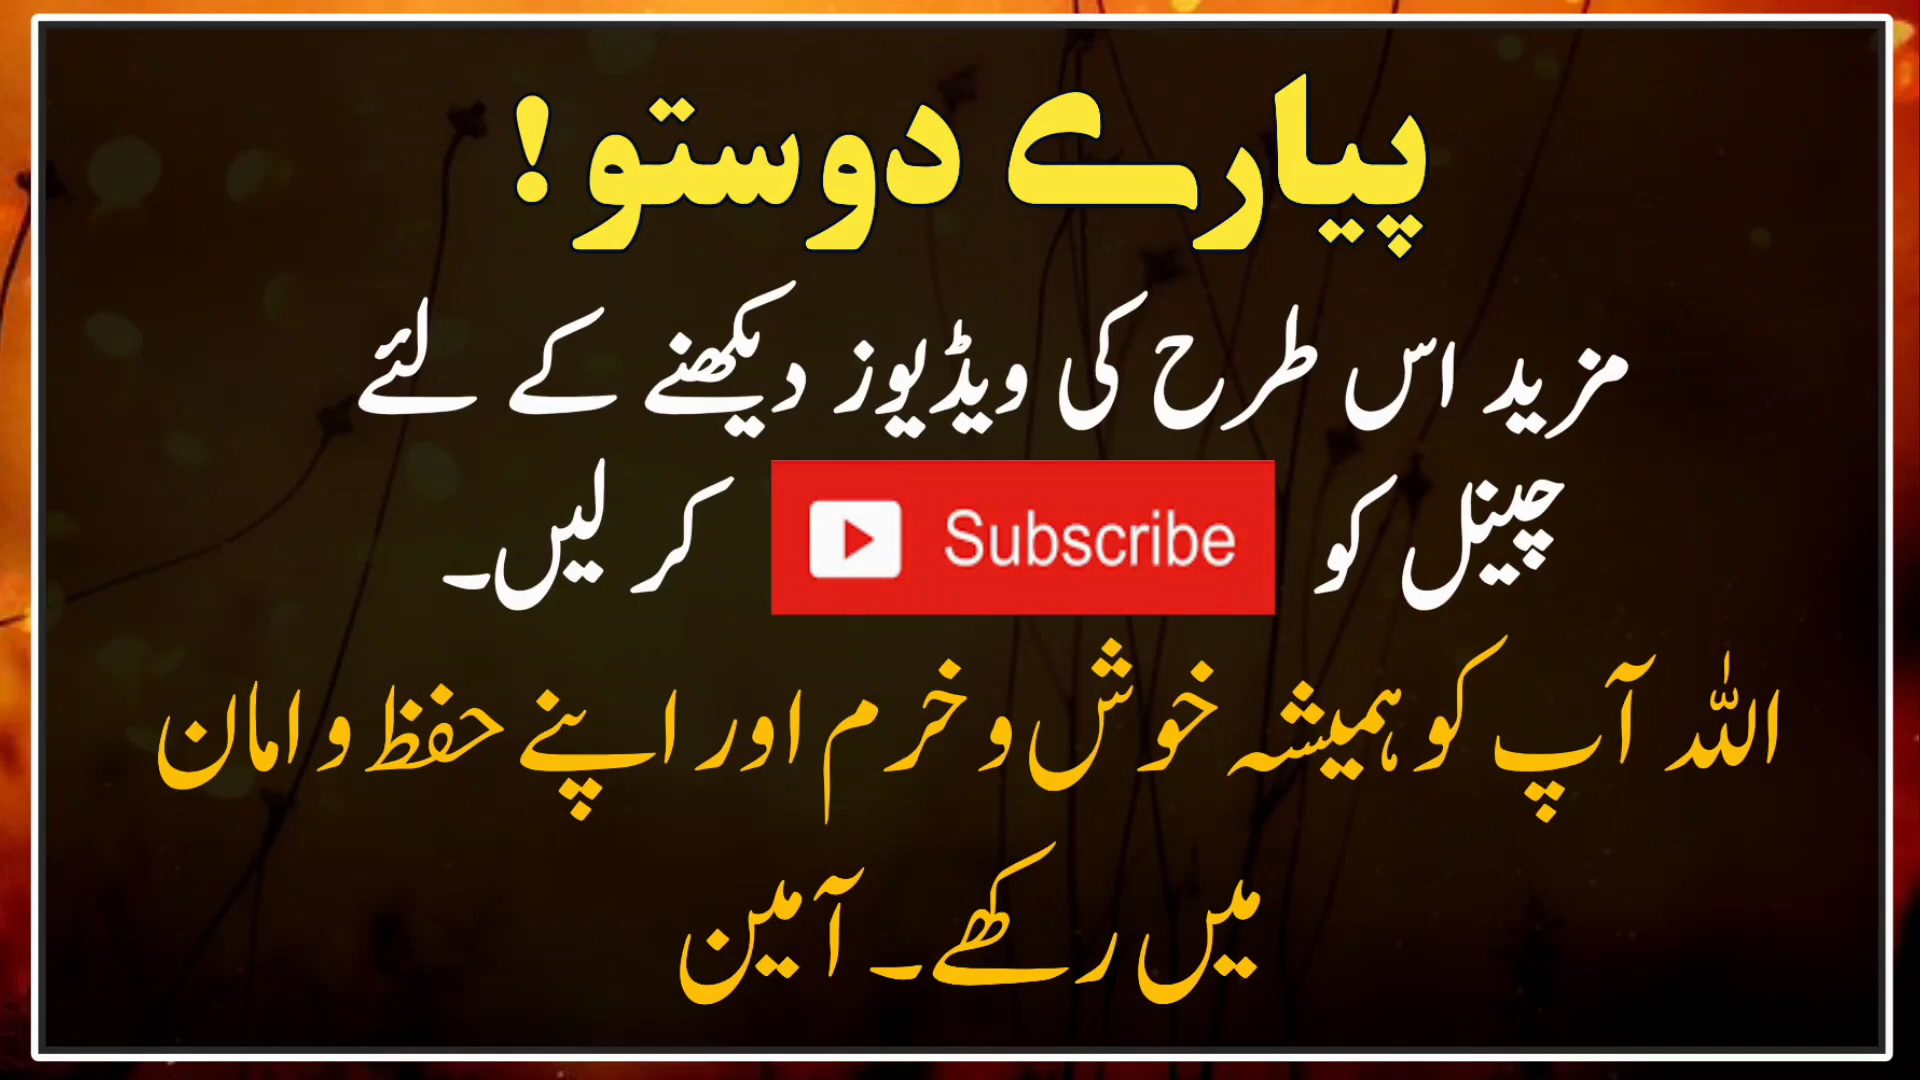 پیارے دوستو!
مزید اس طرح کی ویڈیوز دیکھنے کے لئے
چینل کو Subscribe کر لیں۔
اللہ آپ کو ہمیشہ خوش و خرم اور اپنے حفظ و امان
میں رکھے۔ آمین